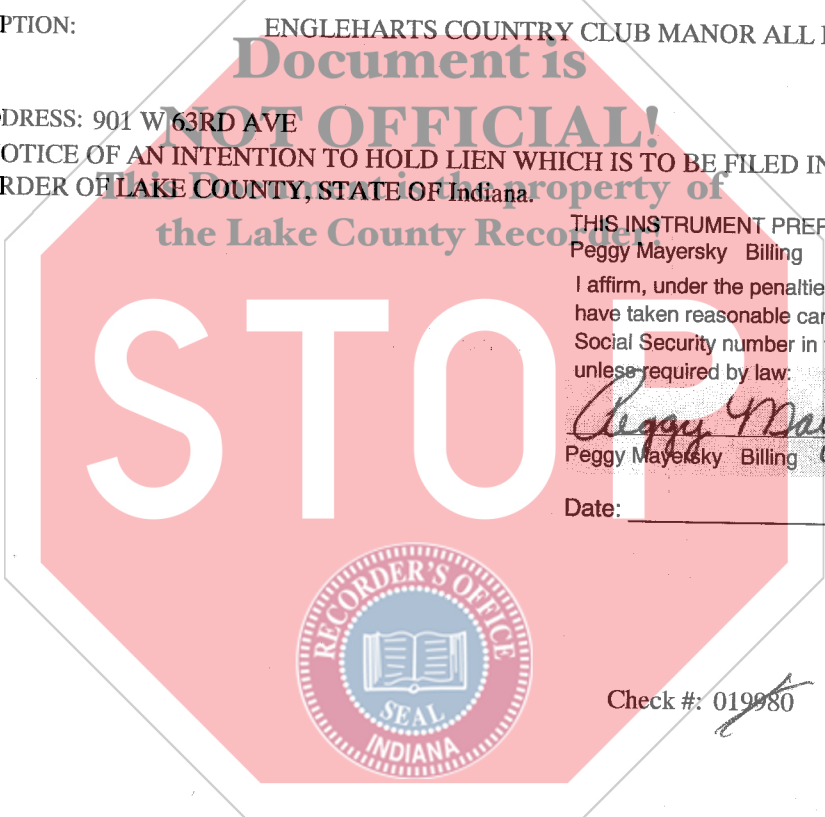 PTION: ENGLEHARTS COUNTRY CLUB MANOR ALL
Document is
DRESS: 901 W 63RD AVE
NOT OFFICIAL!
OTICE OF AN INTENTION TO HOLD LIEN WHICH IS TO BE FILED IN
RDER OF LAKE COUNTY, STATE OF Indiana.
This Document is the property of
the Lake County Recorder!
THIS INSTRUMENT PREP
Peggy Mayersky Billing
I affirm, under the penaltie
have taken reasonable car
Social Security number in
unless required by law:
STOP
Peggy Ma
Peggy Mayersky Billing
Date:
RECORDER'S OFFICE
SEAL
INDIANA
Check #: 019980